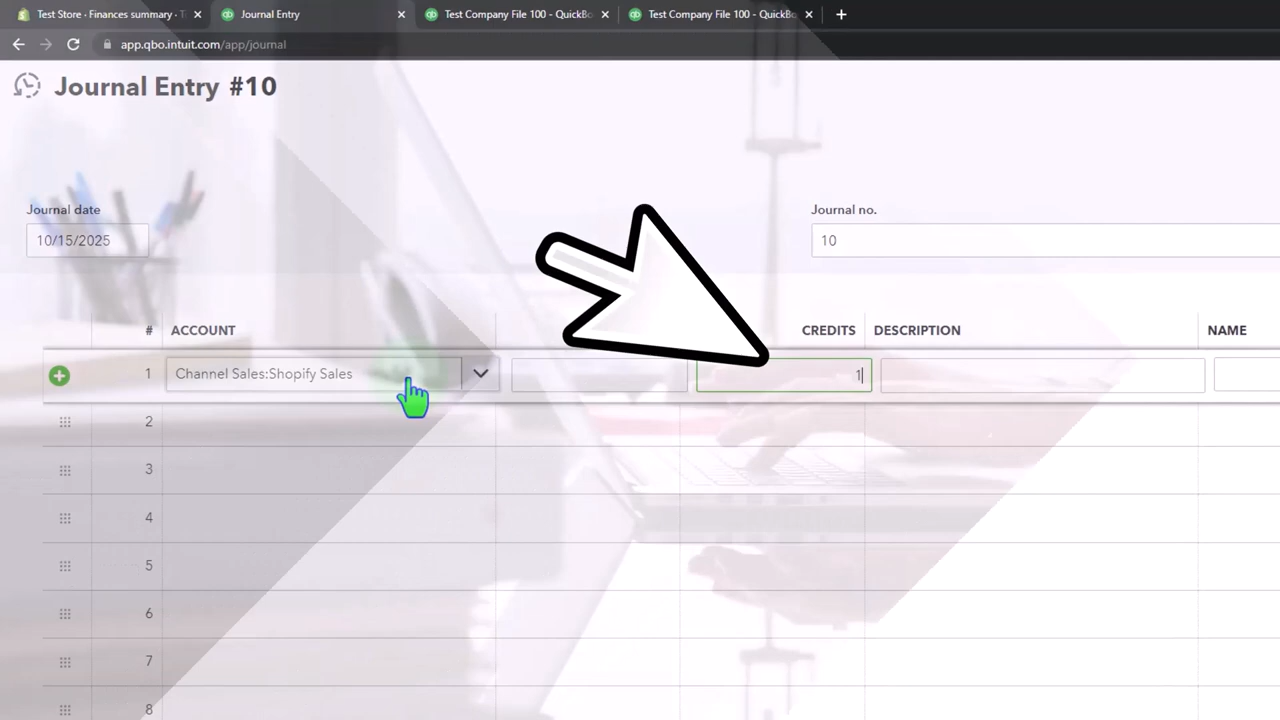 Test Store · Finances summary · T
Journal Entry
Test Company File 100 - QuickBo
Test Company File 100 - QuickBo
app.qbo.intuit.com/app/journal
Journal Entry #10
Journal date
Journal no.
10/15/2025
10
# ACCOUNT CREDITS DESCRIPTION NAME
1 Channel Sales:Shopify Sales 1
2
3
4
5
6
7
8